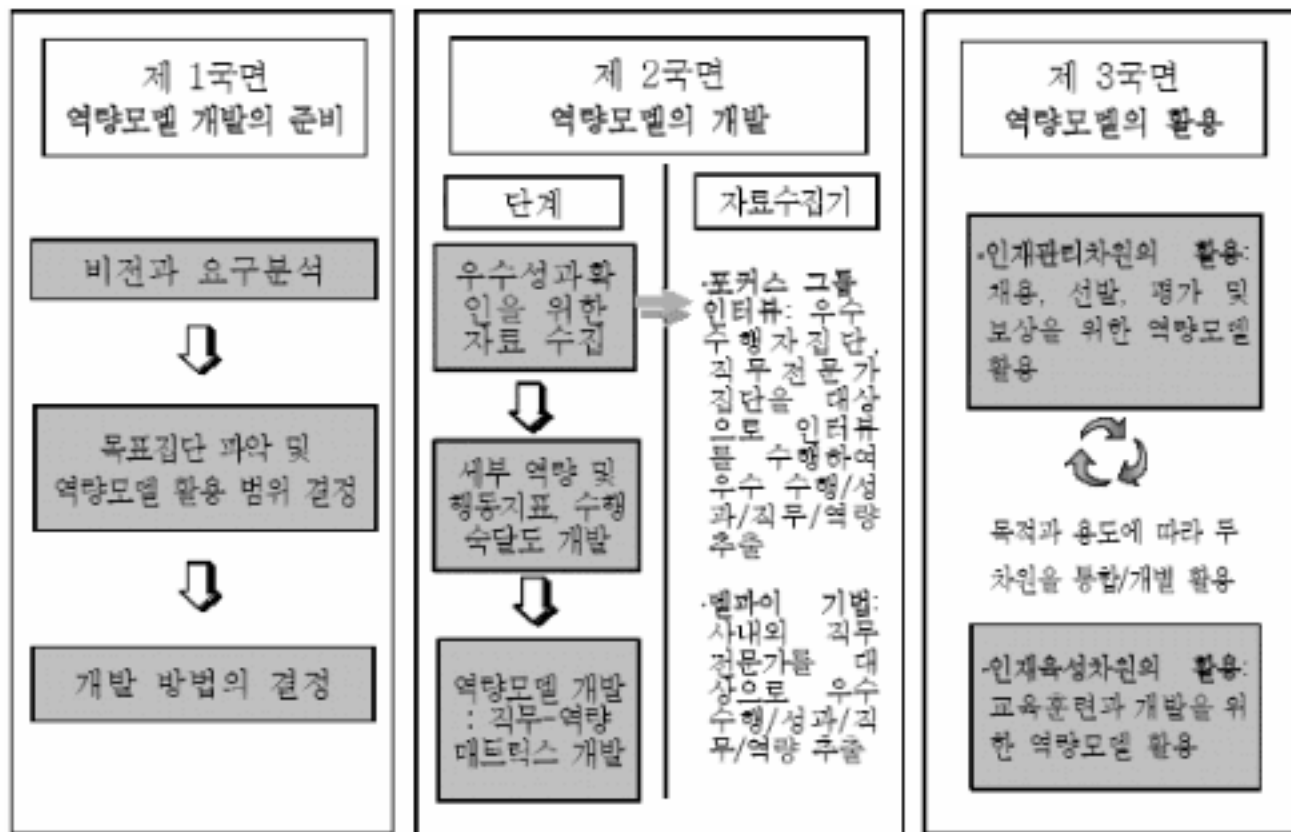 제 1국면
역량모델 개발의 준비
비전과 요구분석
목표집단 파악 및
역량모델 활용 범위 결정
개발 방법의 결정
제 2국면
역량모델의 개발
단계
우수성과확
인을 위한
자료 수집
세부 역량 및
행동지표, 수행
숙달도 개발
역량모델 개발
: 직무-역량
매트릭스 개발
자료수집기
·포커스 그룹
인터뷰: 우수
수행자집단,
직무전문가
집단을 대상
으로 인터뷰
를 수행하여
우수 수행/성
과/직무/역량
추출
·델파이 기법:
사내외 직무
전문가를 대
상으로 우수
수행/성과/직
무/역량 추출
제 3국면
역량모델의 활용
·인재관리차원의 활용:
채용, 선발, 평가 및
보상을 위한 역량모델
활용
목적과 용도에 따라 두
차원을 통합/개별 활용
·인재육성차원의 활용:
교육훈련과 개발을 위
한 역량모델 활용